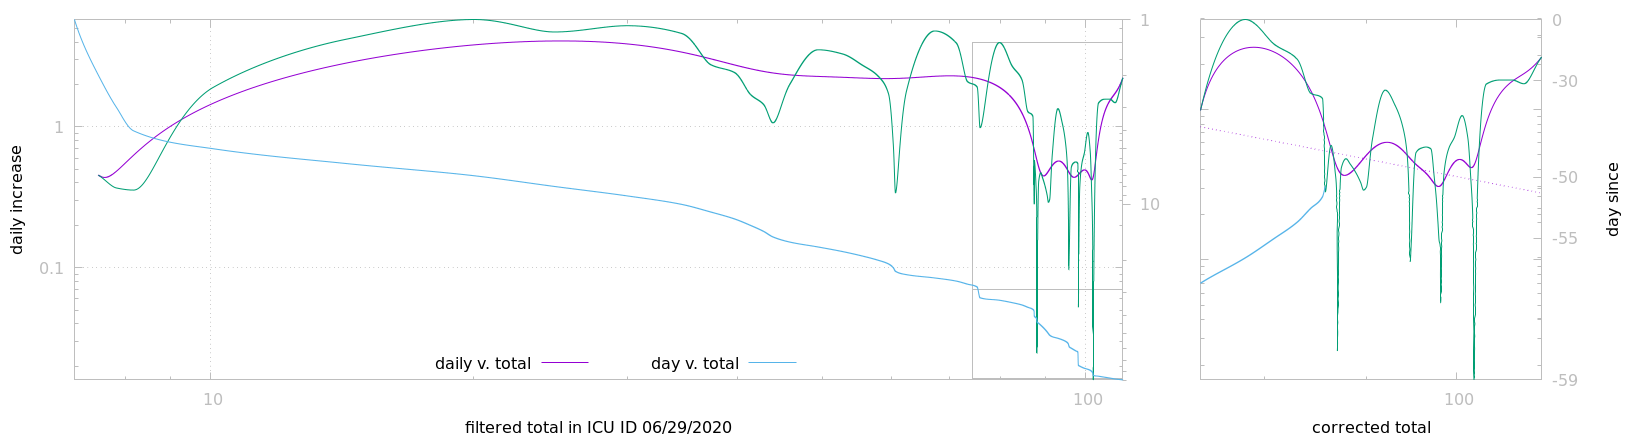 daily increase
1
0.1
10
100
1
10
daily v. total
day v. total
filtered total in ICU ID 06/29/2020
0
-30
-50
-55
-59
day since
100
corrected total